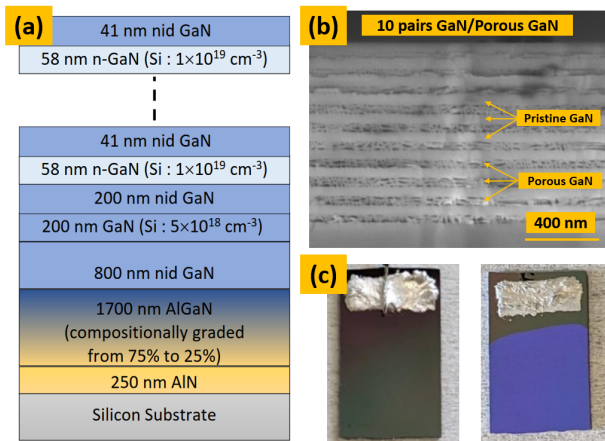 (a)
41 nm nid GaN
58 nm n-GaN (Si : 1×10¹⁹ cm⁻³)
41 nm nid GaN
58 nm n-GaN (Si : 1×10¹⁹ cm⁻³)
200 nm nid GaN
200 nm GaN (Si : 5×10¹⁸ cm⁻³)
800 nm nid GaN
1700 nm AlGaN
(compositionally graded
from 75% to 25%)
250 nm AlN
Silicon Substrate
(b)
10 pairs GaN/Porous GaN
Pristine GaN
Porous GaN
400 nm
(c)